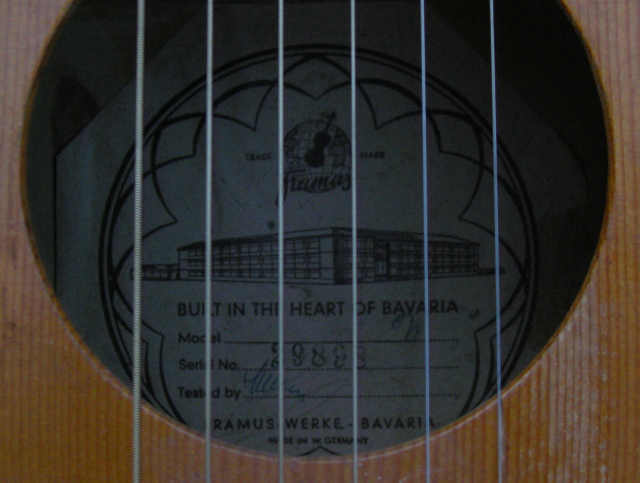 TRADE MARK
Framus
BUILT IN THE HEART OF BAVARIA
Model
Serial No.
Tested by
FRAMUS-WERKE - BAVARIA
MADE IN W. GERMANY